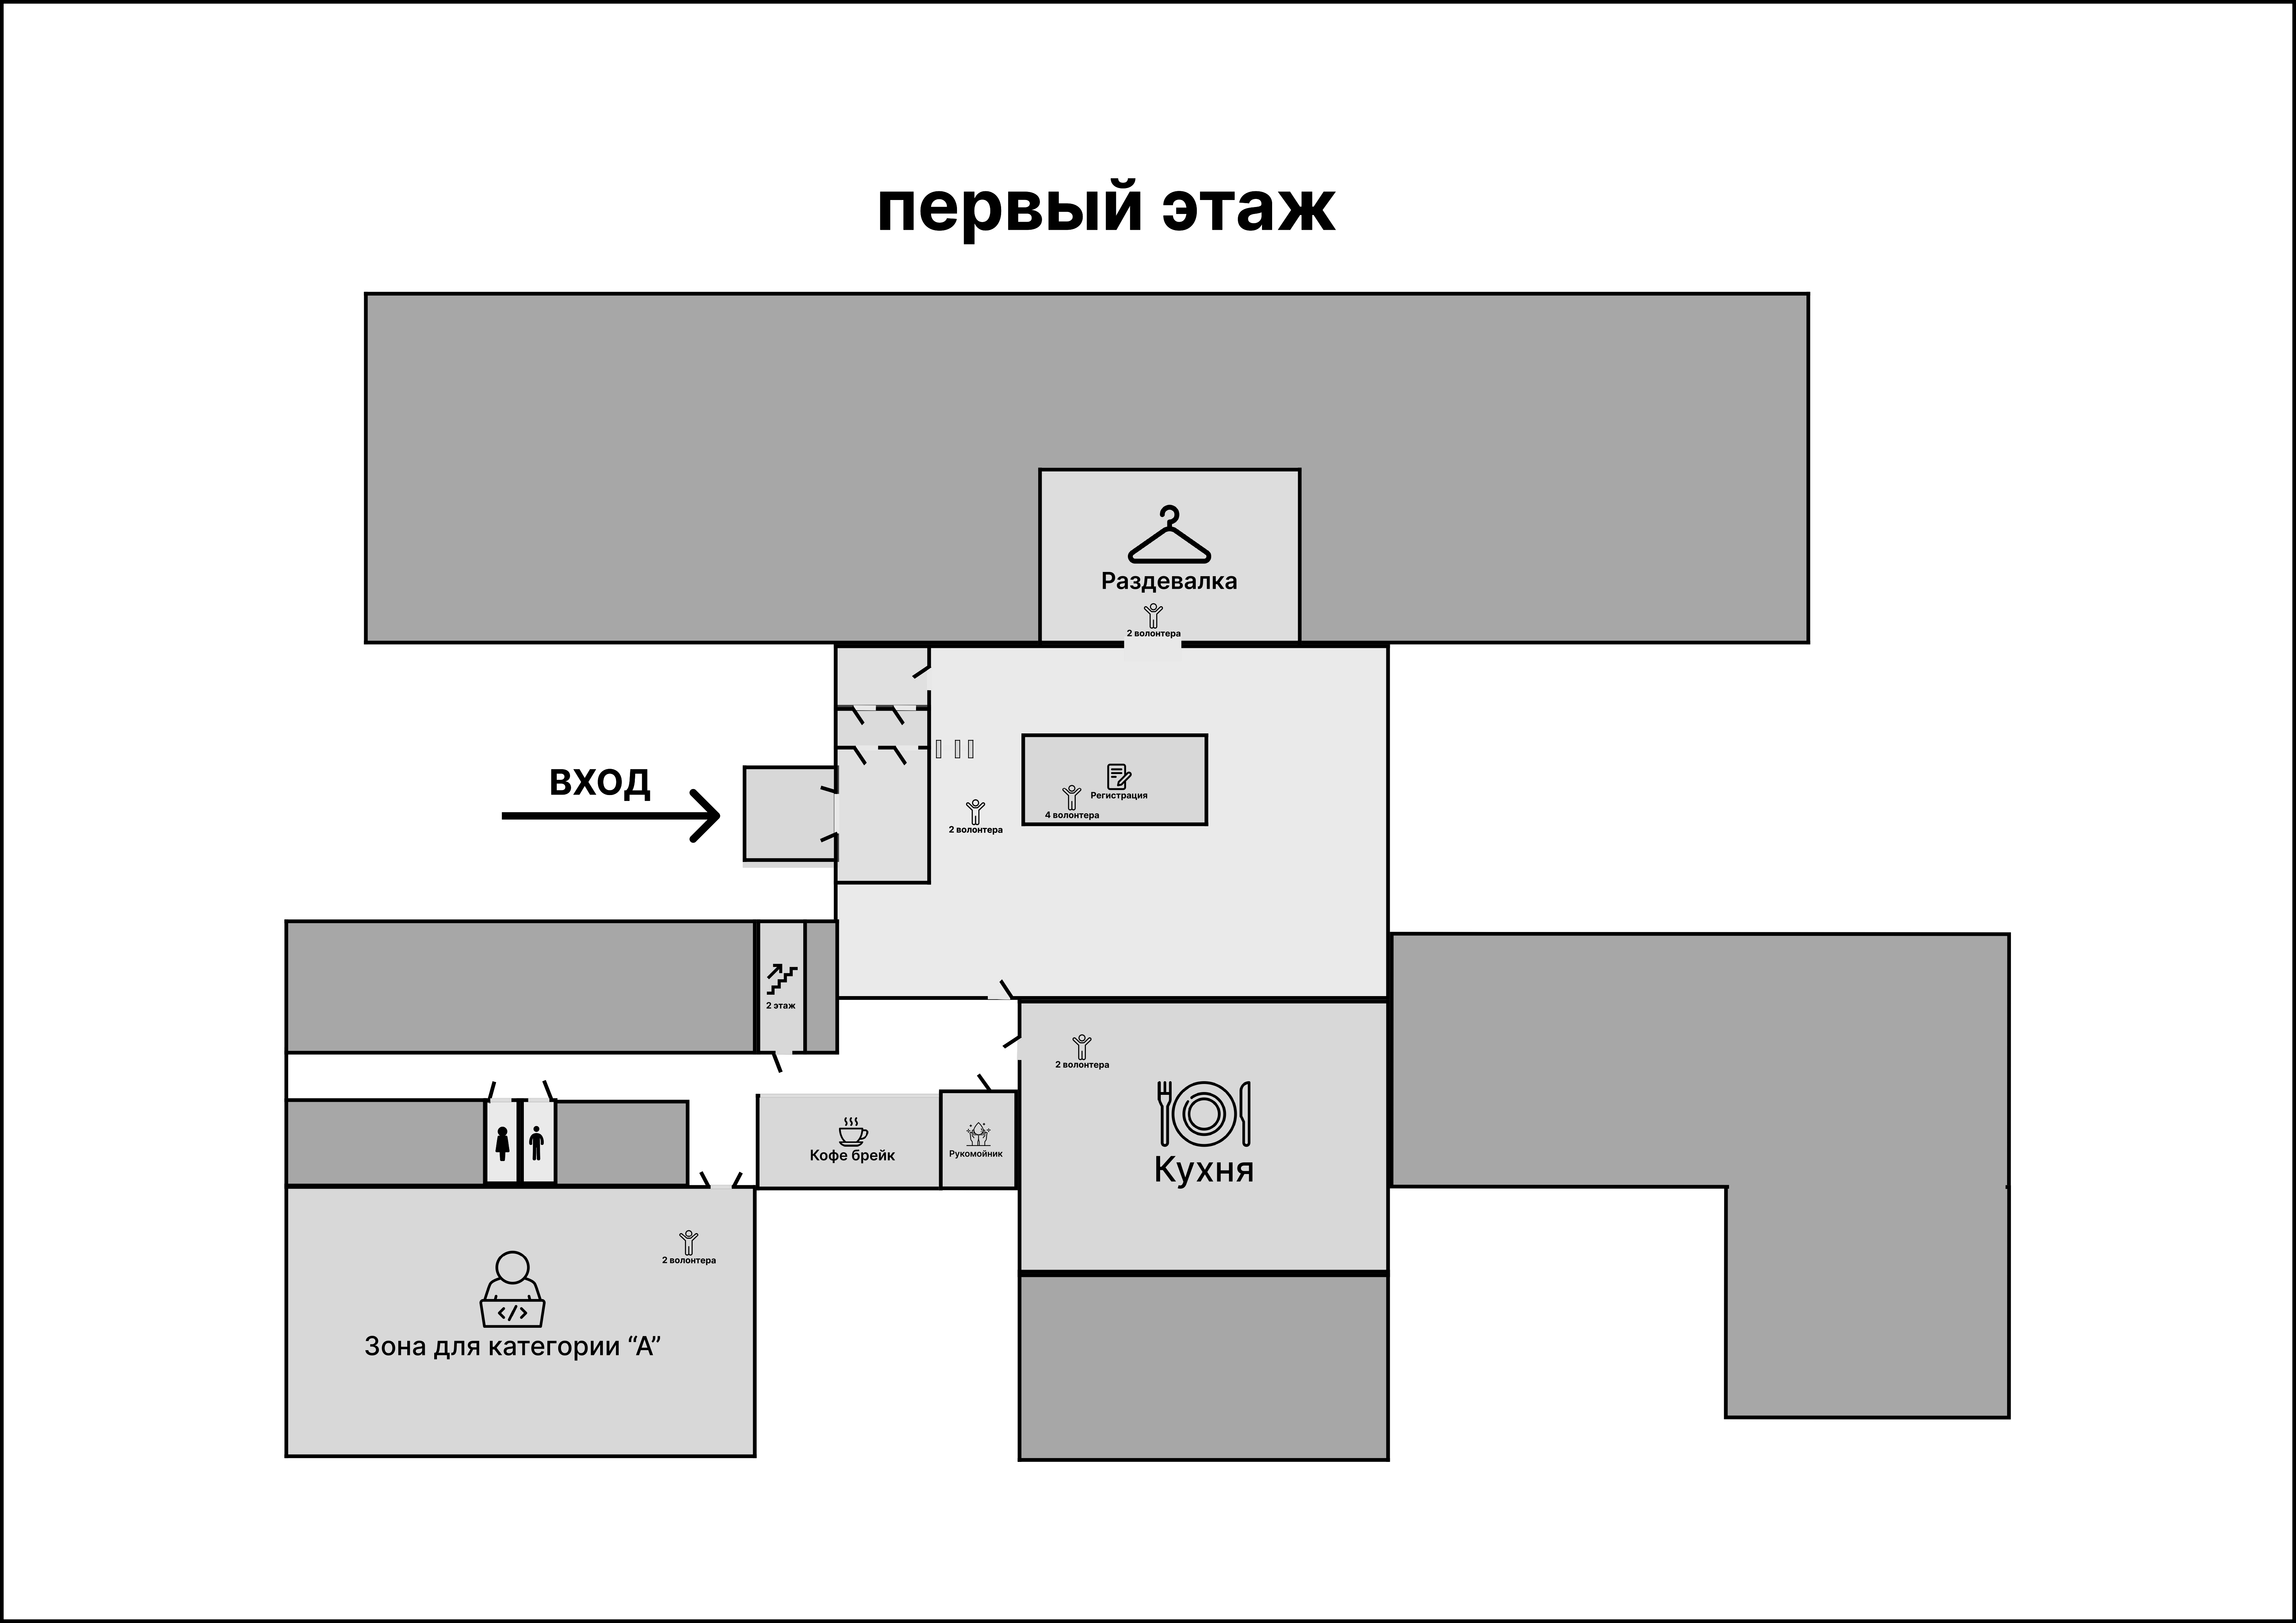 первый этаж
Раздевалка
2 волонтера
ВХОД
Регистрация
4 волонтера
2 волонтера
2 этаж
2 волонтера
Кофе брейк
Рукомойник
Кухня
2 волонтера
Зона для категории “А”